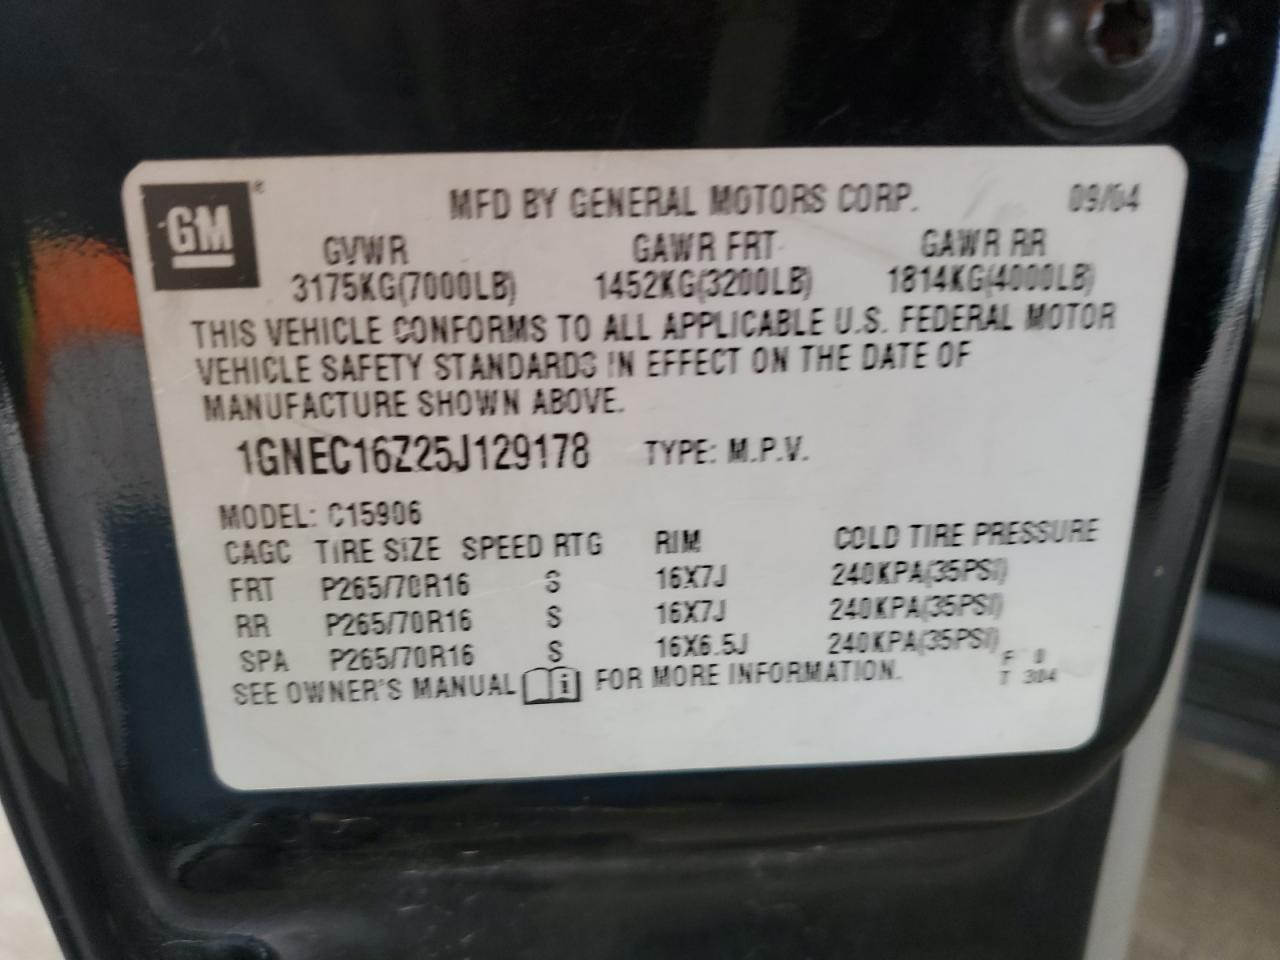 GM ® MFD BY GENERAL MOTORS CORP. 09/04
GVWR GAWR FRT GAWR RR
3175KG(7000LB) 1452KG(3200LB) 1814KG(4000LB)
THIS VEHICLE CONFORMS TO ALL APPLICABLE U.S. FEDERAL MOTOR
VEHICLE SAFETY STANDARDS IN EFFECT ON THE DATE OF
MANUFACTURE SHOWN ABOVE.
1GNEC16Z25J129178 TYPE: M.P.V.
MODEL: C15906
CAGC TIRE SIZE SPEED RTG RIM COLD TIRE PRESSURE
FRT P265/70R16 S 16X7J 240KPA(35PSI)
RR P265/70R16 S 16X7J 240KPA(35PSI)
SPA P265/70R16 S 16X6.5J 240KPA(35PSI)
SEE OWNER'S MANUAL i FOR MORE INFORMATION.
F
T 304